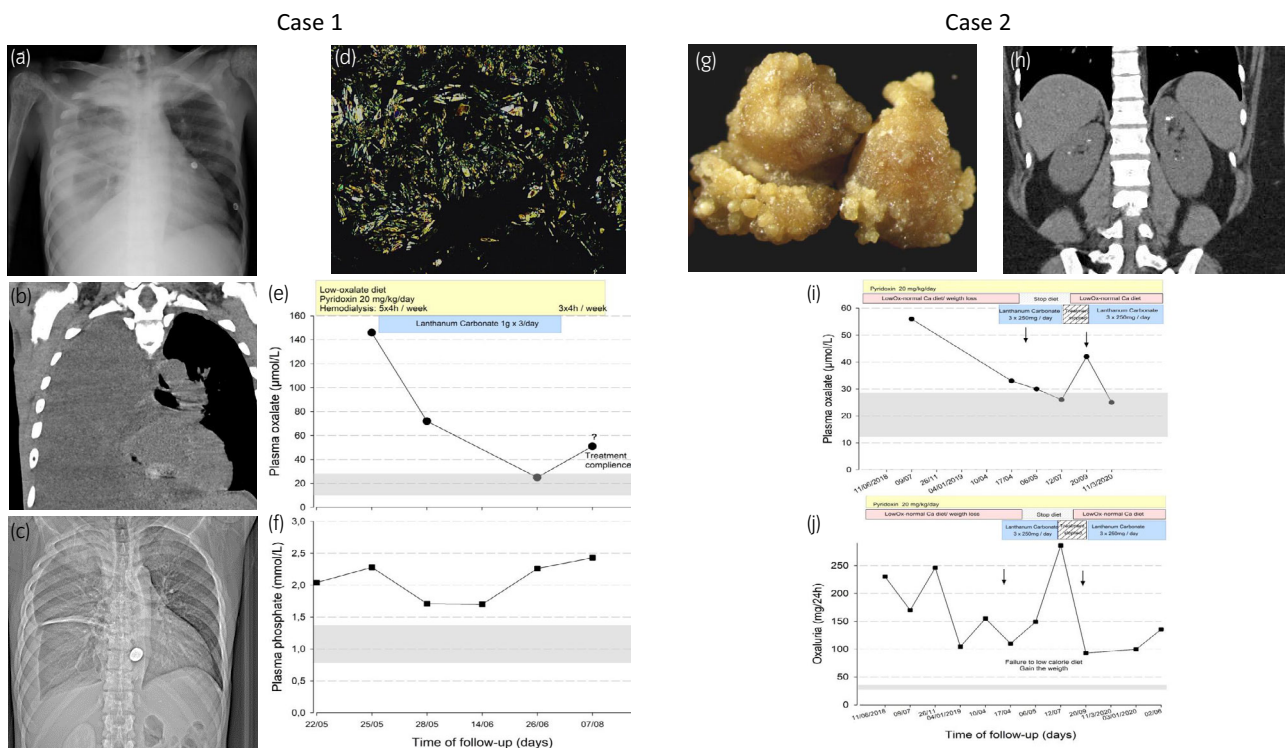 Case 1
Case 2
(a)
(d)
(g)
(h)
(b)
(e)
Low-oxalate diet
Pyridoxin 20 mg/kg/day
Hemodialysis: 5x4h / week
3x4h / week
Lanthanum Carbonate 1g x 3/day
160
140
120
100
80
60
40
20
0
Plasma oxalate (µmol/L)
?
Treatment
complience
(c)
(f)
3,0
2,5
2,0
1,5
1,0
0,5
0,0
Plasma phosphate (mmol/L)
22/05
25/05
28/05
14/06
26/06
07/08
Time of follow-up (days)
(i)
Pyridoxin 20 mg/kg/day
LowOx-normal Ca diet/ weigth loss
Stop diet
LowOx-normal Ca diet
Lanthanum Carbonate
3 x 250mg / day
Lanthanum Carbonate
3 x 250mg / day
60
50
40
30
20
10
0
Plasma oxalate (µmol/L)
11/06/2018
09/07
26/11
04/01/2019
10/04
17/04
06/05
12/07
20/09
11/3/2020
(j)
Pyridoxin 20 mg/kg/day
LowOx-normal Ca diet/ weigth loss
Stop diet
LowOx-normal Ca diet
Lanthanum Carbonate
3 x 250mg / day
Lanthanum Carbonate
3 x 250mg / day
250
200
150
100
50
0
Oxaluria (mg/24h)
Failure to low calorie diet
Gain the weigth
11/06/2018
09/07
26/11
04/01/2019
10/04
17/04
06/05
12/07
20/09
11/3/2020
03/01/2020
02/06
Time of follow-up (days)